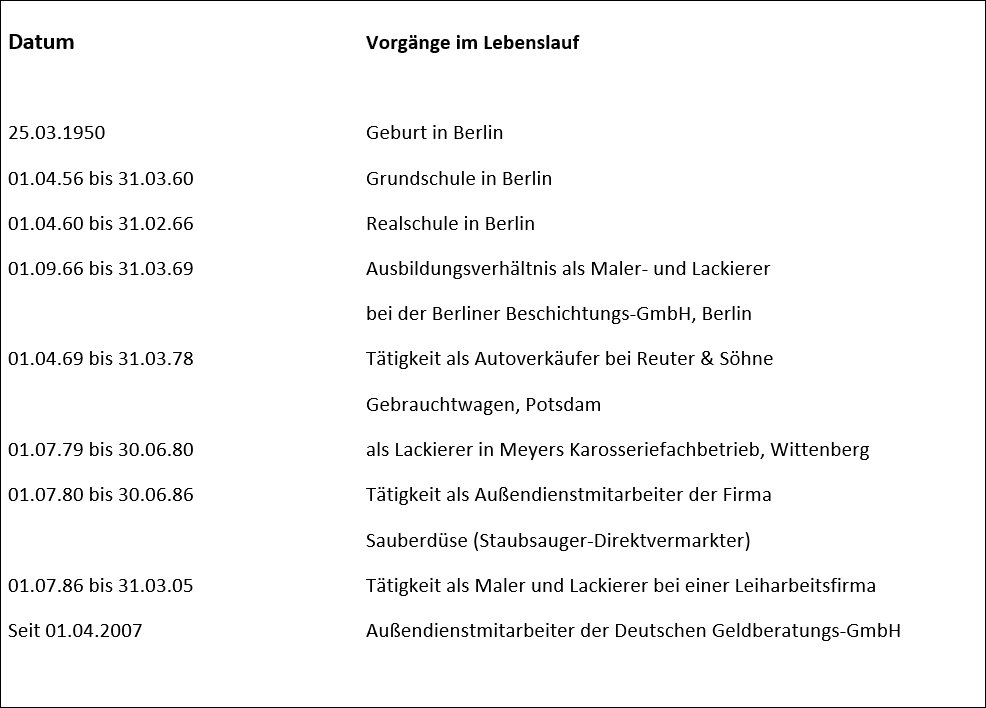 Datum Vorgänge im Lebenslauf
25.03.1950 Geburt in Berlin
01.04.56 bis 31.03.60 Grundschule in Berlin
01.04.60 bis 31.02.66 Realschule in Berlin
01.09.66 bis 31.03.69 Ausbildungsverhältnis als Maler- und Lackierer
bei der Berliner Beschichtungs-GmbH, Berlin
01.04.69 bis 31.03.78 Tätigkeit als Autoverkäufer bei Reuter & Söhne
Gebrauchtwagen, Potsdam
01.07.79 bis 30.06.80 als Lackierer in Meyers Karosseriefachbetrieb, Wittenberg
01.07.80 bis 30.06.86 Tätigkeit als Außendienstmitarbeiter der Firma
Sauberdüse (Staubsauger-Direktvermarkter)
01.07.86 bis 31.03.05 Tätigkeit als Maler und Lackierer bei einer Leiharbeitsfirma
Seit 01.04.2007 Außendienstmitarbeiter der Deutschen Geldberatungs-GmbH